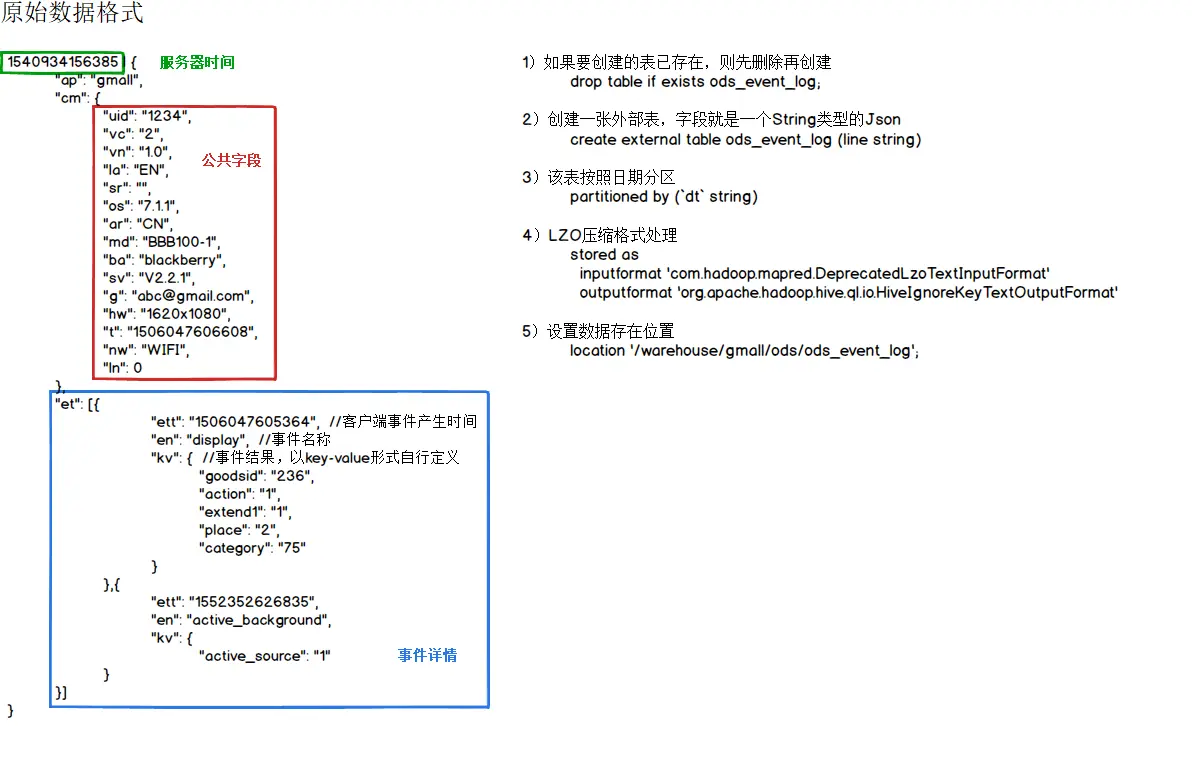 原始数据格式
1540934156385 { 服务器时间
"ap": "gmall",
"cm": {
"uid": "1234",
"vc": "2",
"vn": "1.0",
公共字段
"la": "EN",
"sr": "",
"os": "7.1.1",
"ar": "CN",
"md": "BBB100-1",
"ba": "blackberry",
"sv": "V2.2.1",
"g": "abc@gmail.com",
"hw": "1620x1080",
"t": "1506047606608",
"nw": "WIFI",
"ln": 0
},
"et": [{
"ett": "1506047605364", //客户端事件产生时间
"en": "display", //事件名称
"kv": { //事件结果，以key-value形式自行定义
"goodsid": "236",
"action": "1",
"extend1": "1",
"place": "2",
"category": "75"
}
},{
"ett": "1552352626835",
"en": "active_background",
"kv": {
"active_source": "1"
事件详情
}
}]
}
1）如果要创建的表已存在，则先删除再创建
drop table if exists ods_event_log;
2）创建一张外部表，字段就是一个String类型的Json
create external table ods_event_log (line string)
3）该表按照日期分区
partitioned by (`dt` string)
4）LZO压缩格式处理
stored as
inputformat 'com.hadoop.mapred.DeprecatedLzoTextInputFormat'
outputformat 'org.apache.hadoop.hive.ql.io.HiveIgnoreKeyTextOutputFormat'
5）设置数据存在位置
location '/warehouse/gmall/ods/ods_event_log';